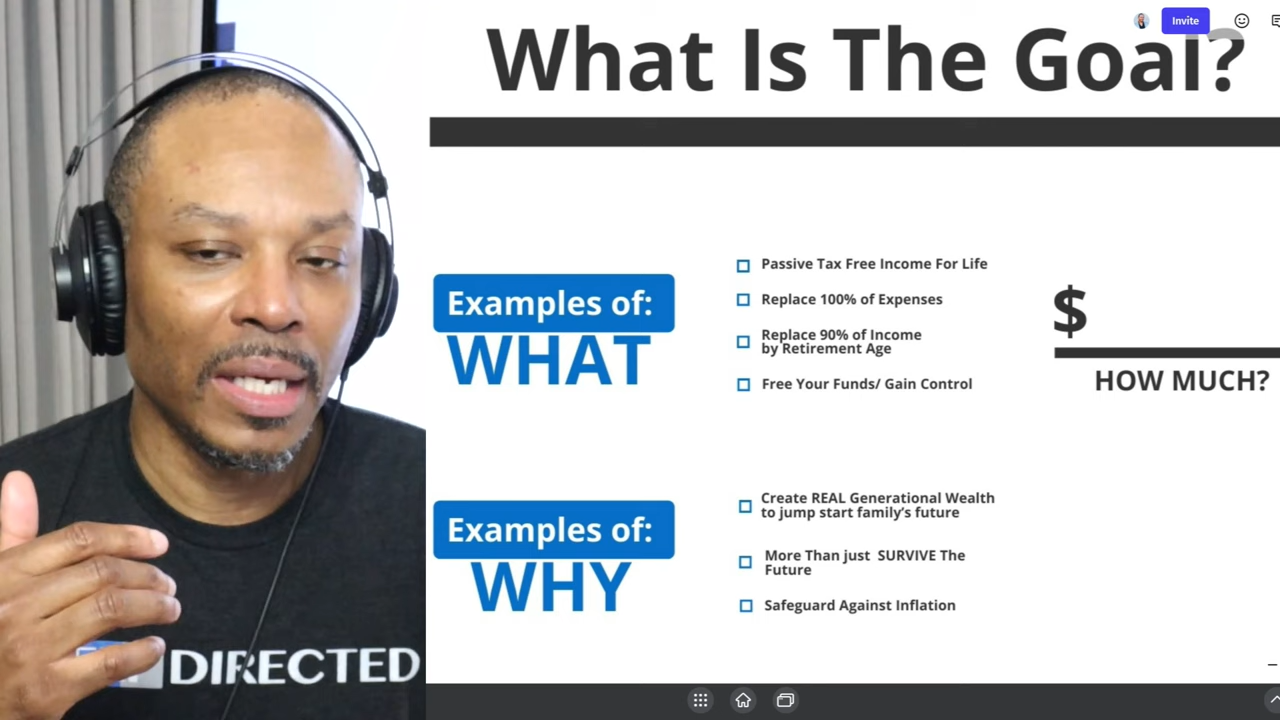 Invite
What Is The Goal?
Examples of:
WHAT
Passive Tax Free Income For Life
Replace 100% of Expenses
Replace 90% of Income
by Retirement Age
Free Your Funds/ Gain Control
$
HOW MUCH?
Examples of:
WHY
Create REAL Generational Wealth
to jump start family's future
More Than just SURVIVE The
Future
Safeguard Against Inflation
DIRECTED